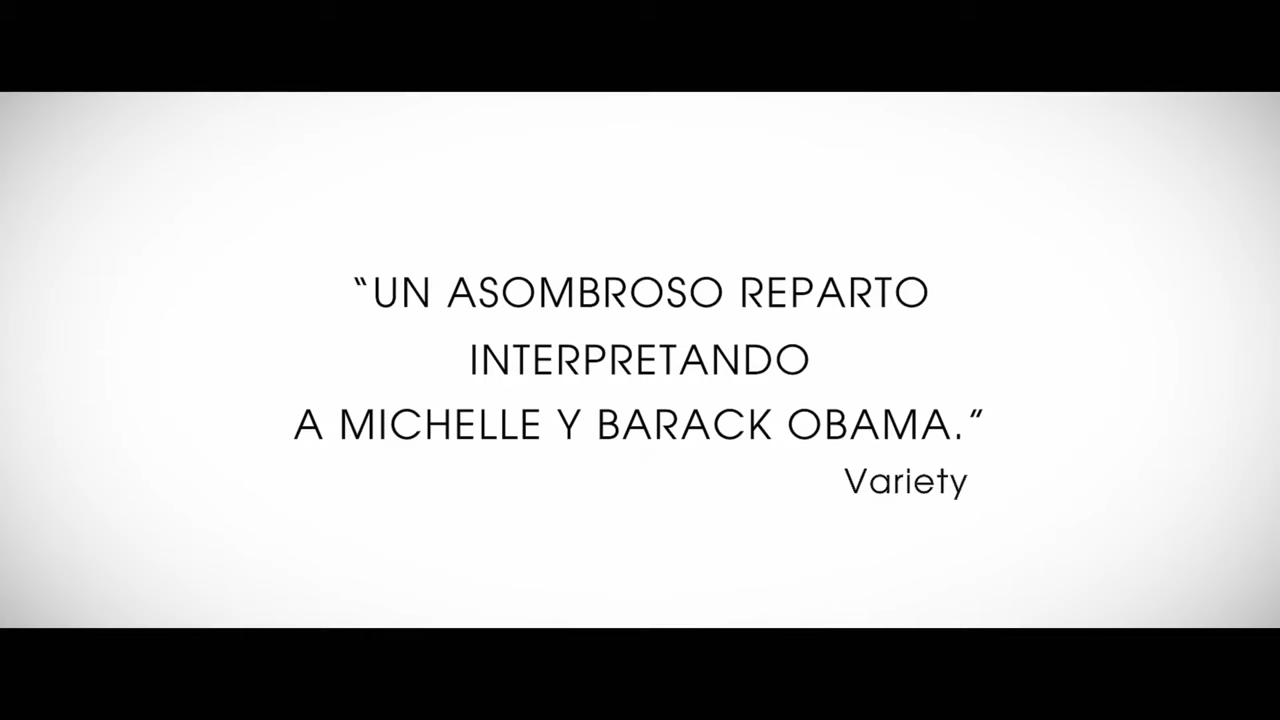 “UN ASOMBROSO REPARTO
INTERPRETANDO
A MICHELLE Y BARACK OBAMA.”
Variety